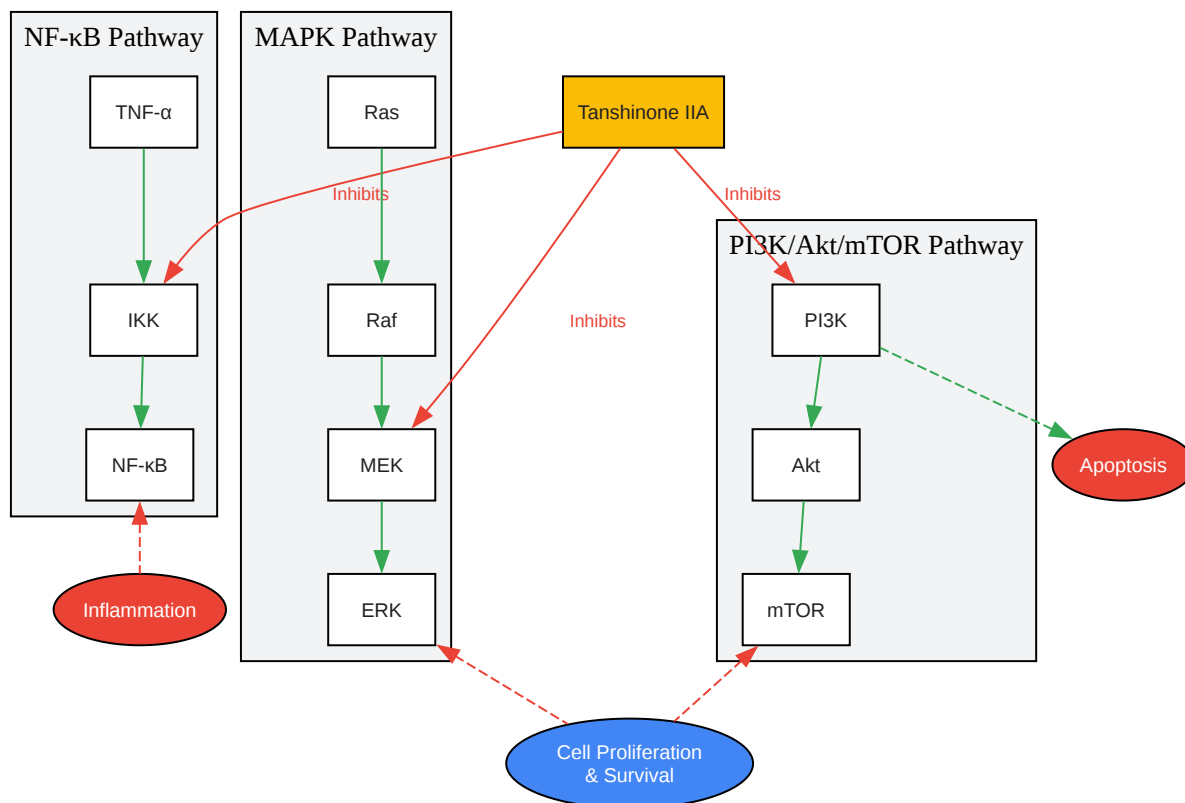 NF-κB Pathway
MAPK Pathway
TNF-α
Ras
Tanshinone IIA
Inhibits
Inhibits
PI3K/Akt/mTOR Pathway
IKK
Raf
Inhibits
PI3K
NF-κB
MEK
Akt
Apoptosis
Inflammation
ERK
mTOR
Cell Proliferation
& Survival